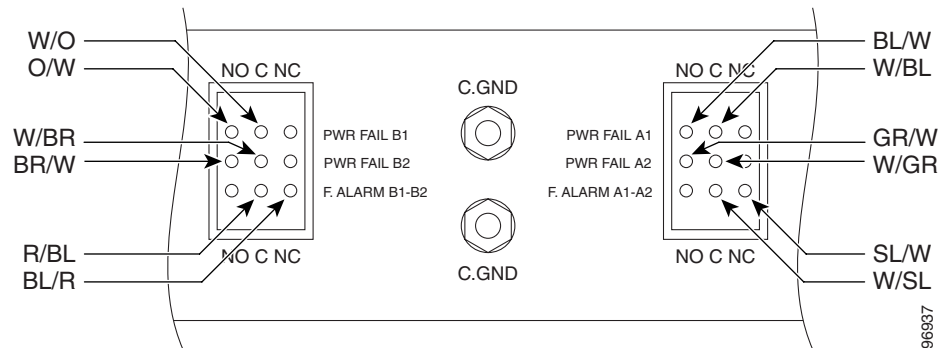 W/O
O/W
W/BR
BR/W
R/BL
BL/R
NO C NC
PWR FAIL B1
PWR FAIL B2
F. ALARM B1-B2
NO C NC
C.GND
C.GND
NO C NC
PWR FAIL A1
PWR FAIL A2
F. ALARM A1-A2
NO C NC
BL/W
W/BL
GR/W
W/GR
SL/W
W/SL
96937